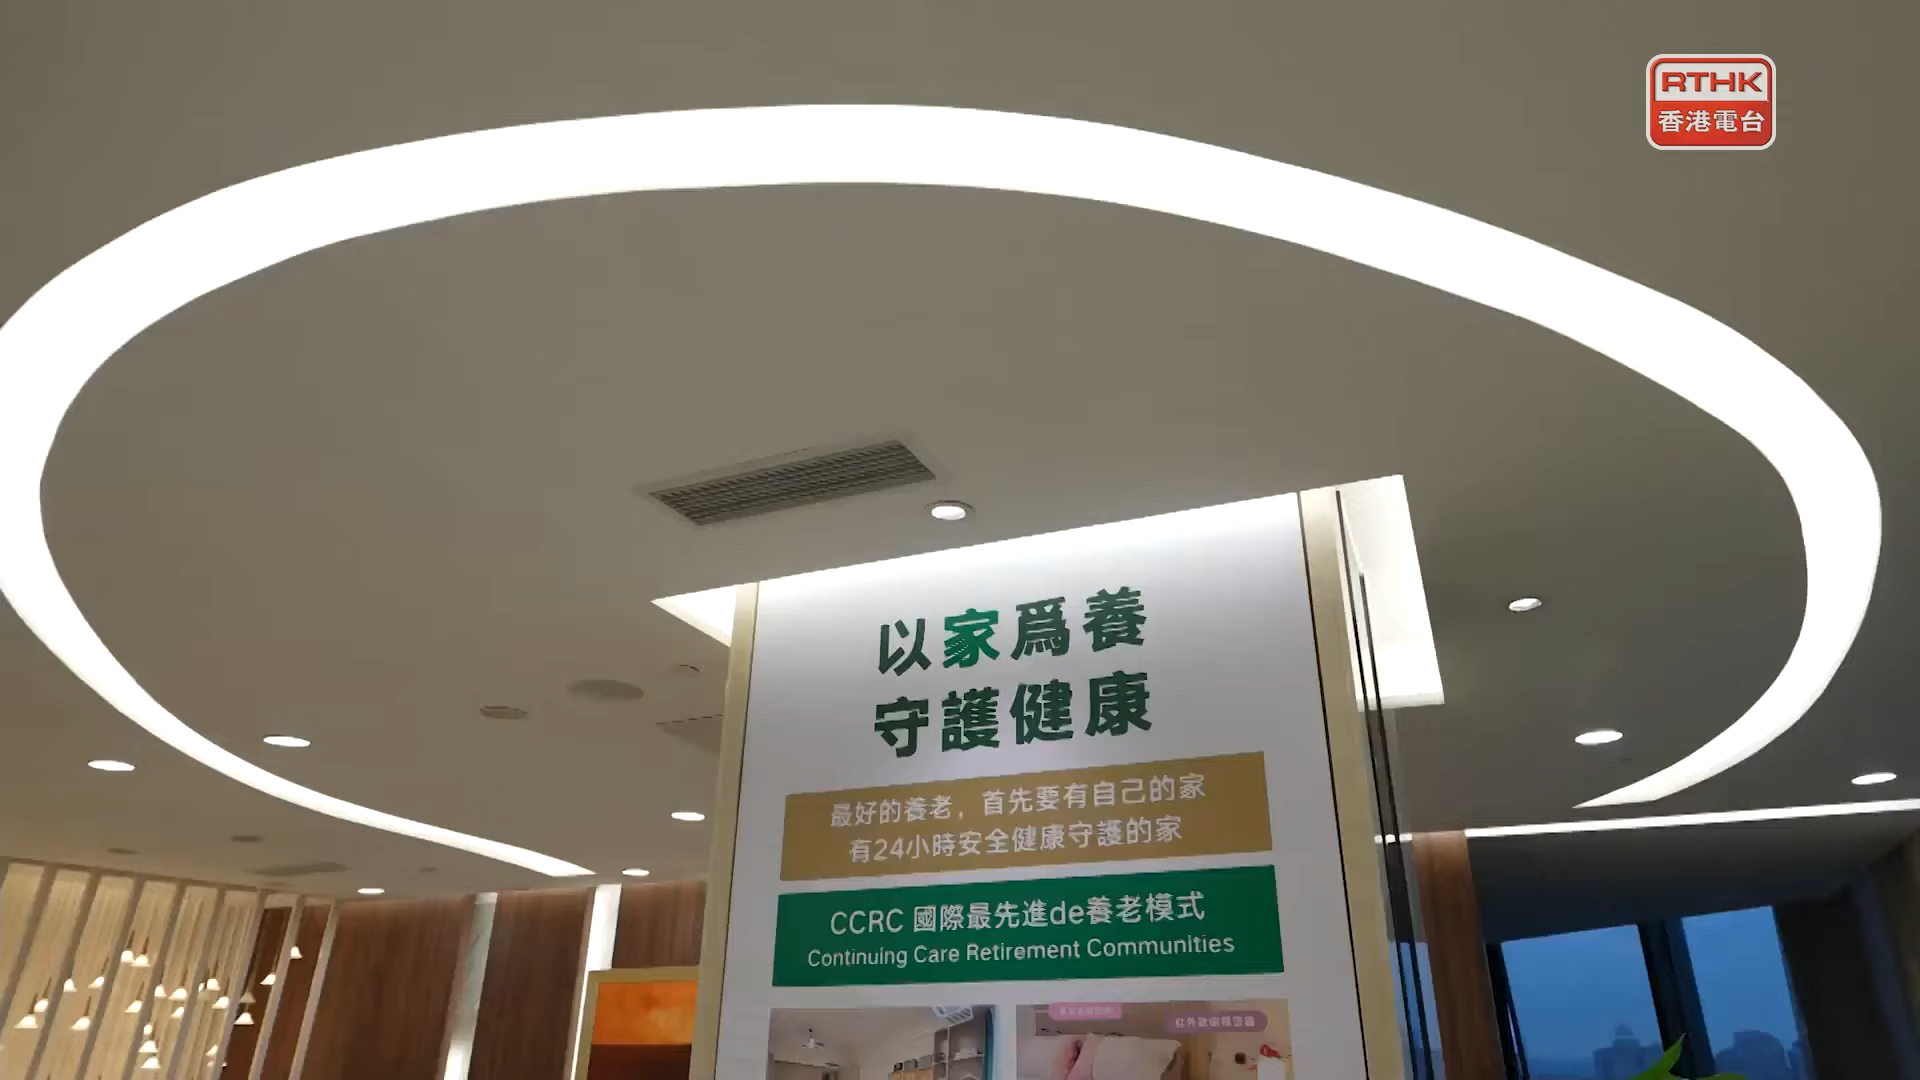 RTHK
香港電台
以家爲養
守護健康
最好的養老，首先要有自己的家
有24小時安全健康守護的家
CCRC 國際最先進de養老模式
Continuing Care Retirement Communities